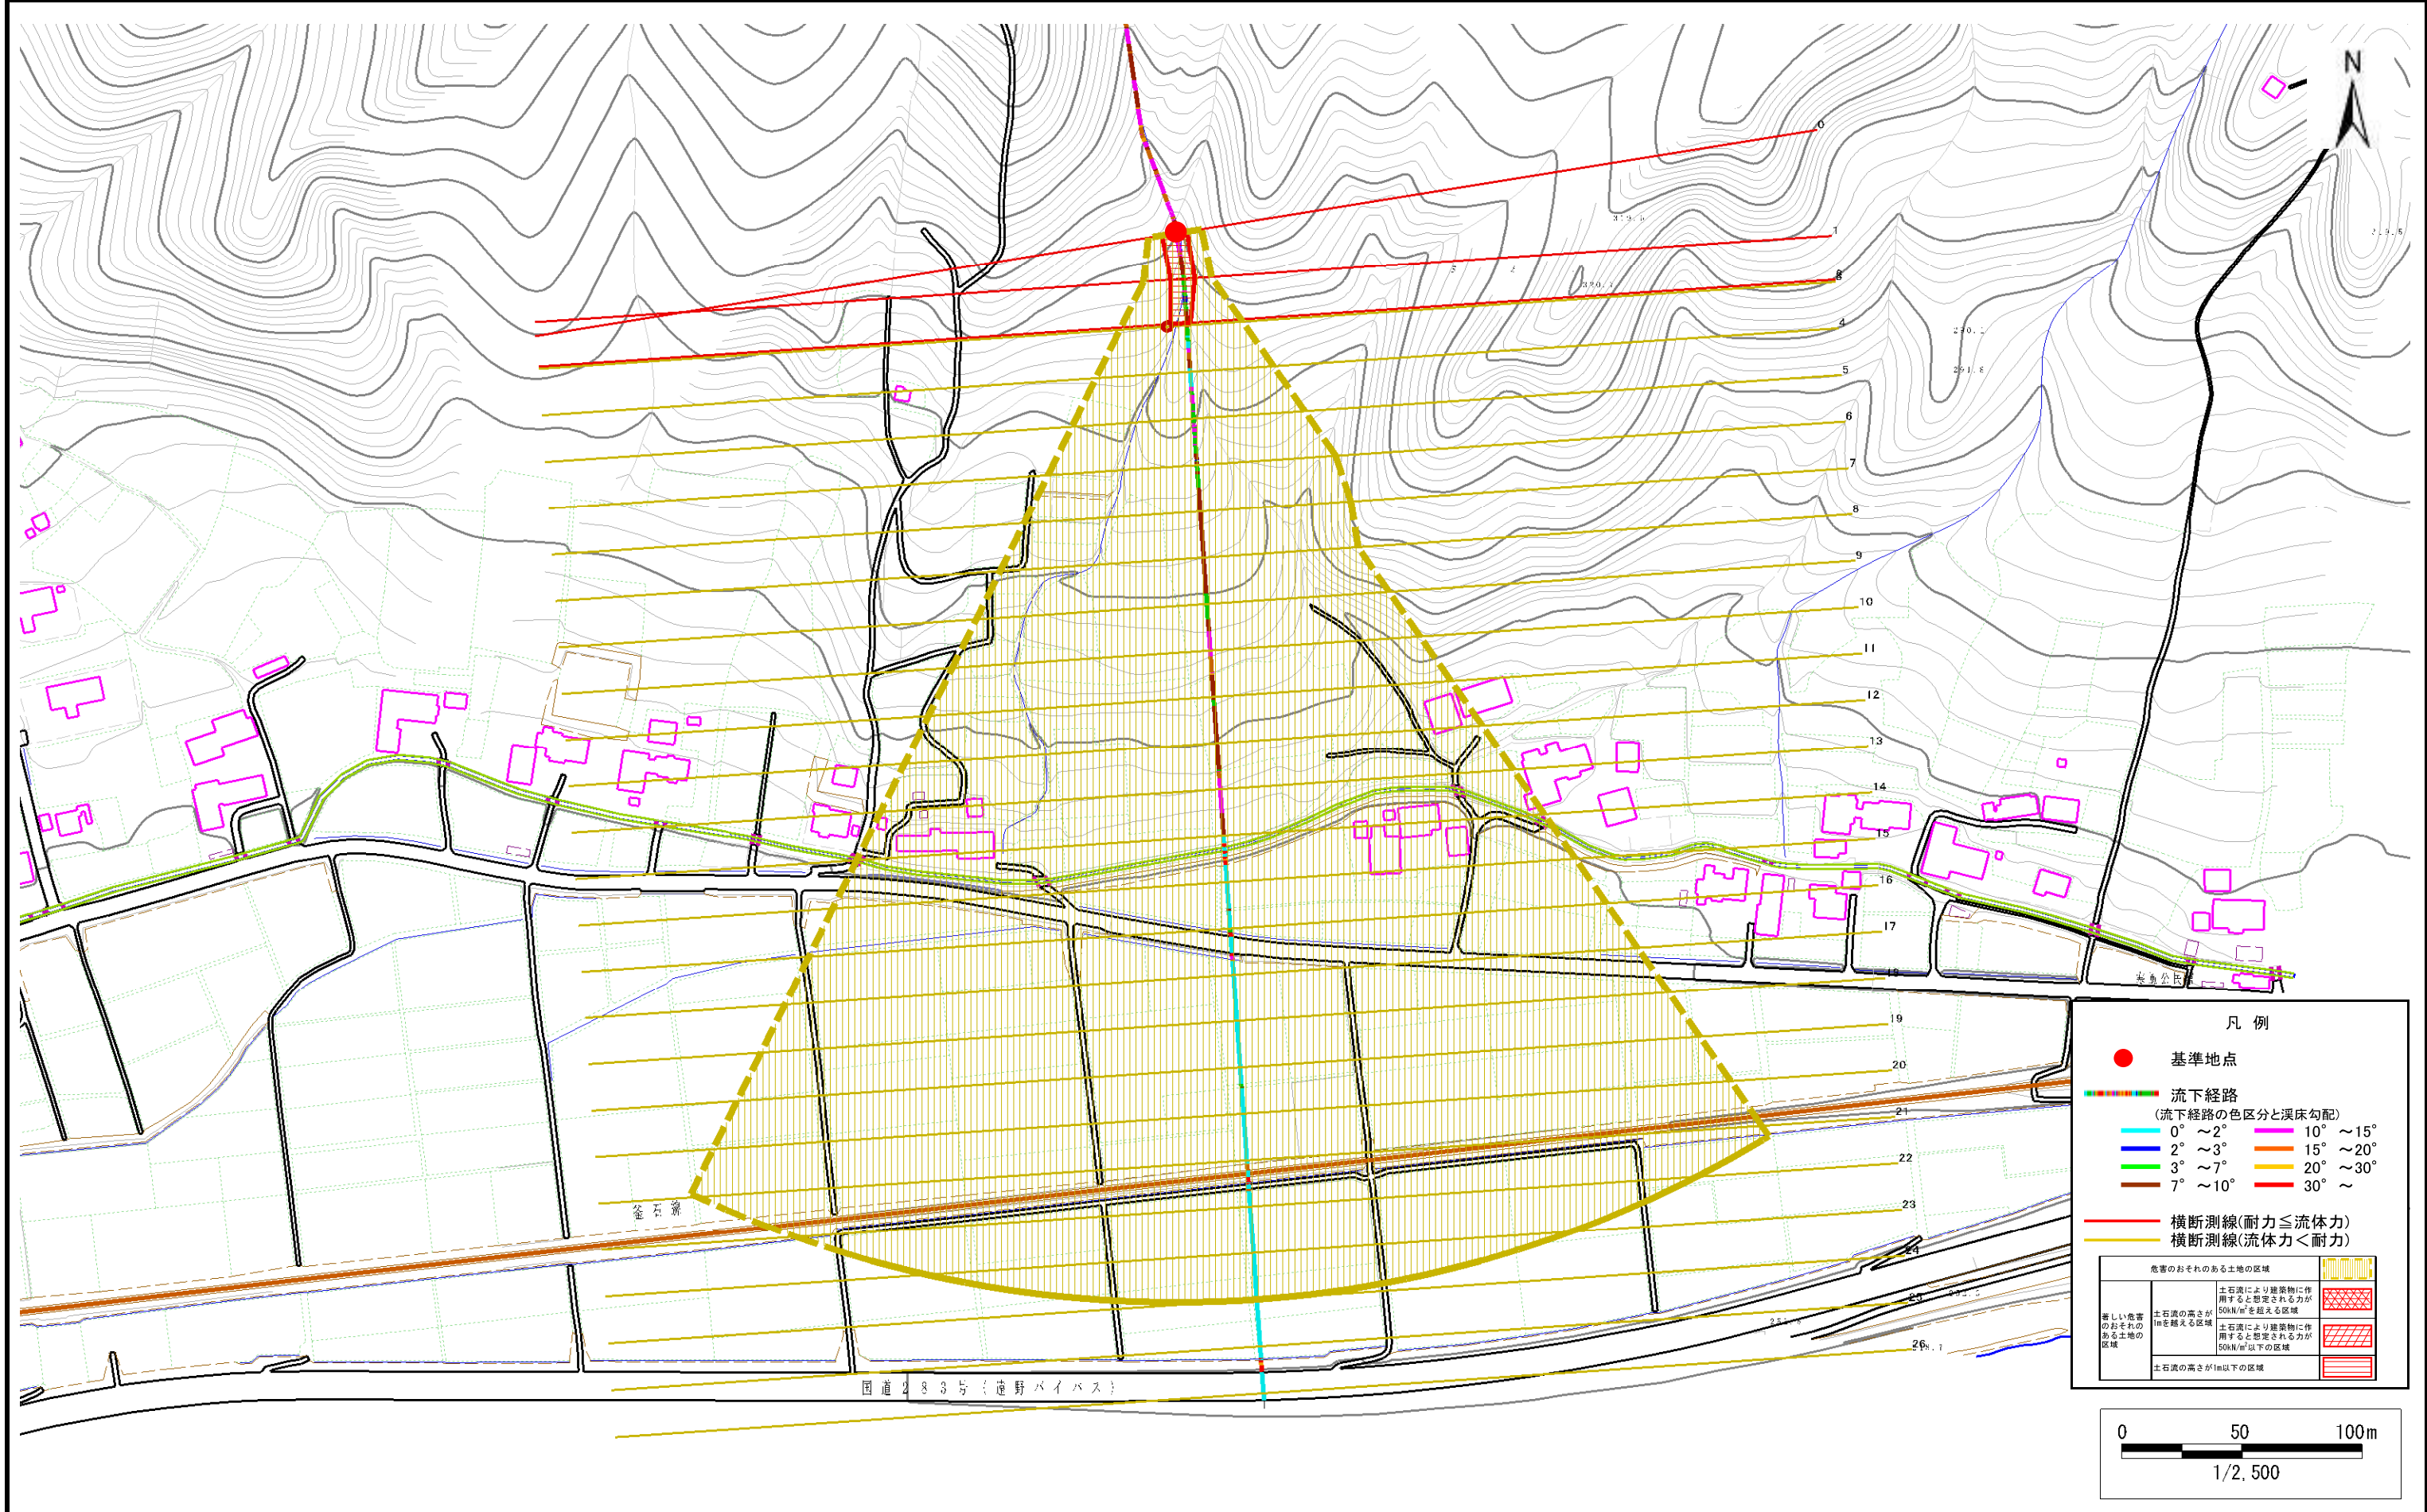 N
0
1
4
5
6
7
8
9
10
11
12
13
14
15
16
17
18
19
20
21
22
23
24
25
26
釜石線
国道283号(遠野バイパス)
凡 例
基準地点
流下経路
(流下経路の色区分と渓床勾配)
0° ~2° 10° ~15°
2° ~3° 15° ~20°
3° ~7° 20° ~30°
7° ~10° 30° ~
横断測線(耐力≦流体力)
横断測線(流体力<耐力)
危害のおそれのある土地の区域
著しい危害
のおそれの
ある土地の
区域
土石流の高さが
1mを越える区域
土石流により建築物に作
用すると想定される力が
50kN/㎡を超える区域
土石流により建築物に作
用すると想定される力が
50kN/㎡以下の区域
土石流の高さが1m以下の区域
0 50 100m
1/2,500